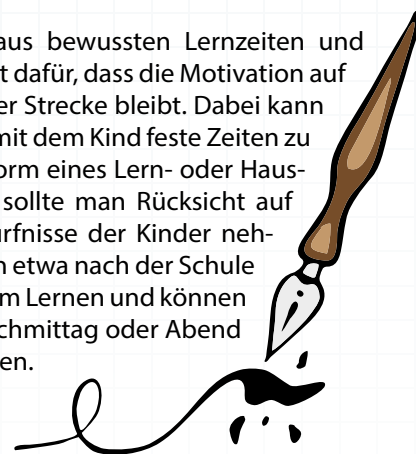 aus bewussten Lernzeiten und
t dafür, dass die Motivation auf
er Strecke bleibt. Dabei kann
mit dem Kind feste Zeiten zu
orm eines Lern- oder Haus-
sollte man Rücksicht auf
rfnisse der Kinder neh-
n etwa nach der Schule
m Lernen und können
chmittag oder Abend
en.